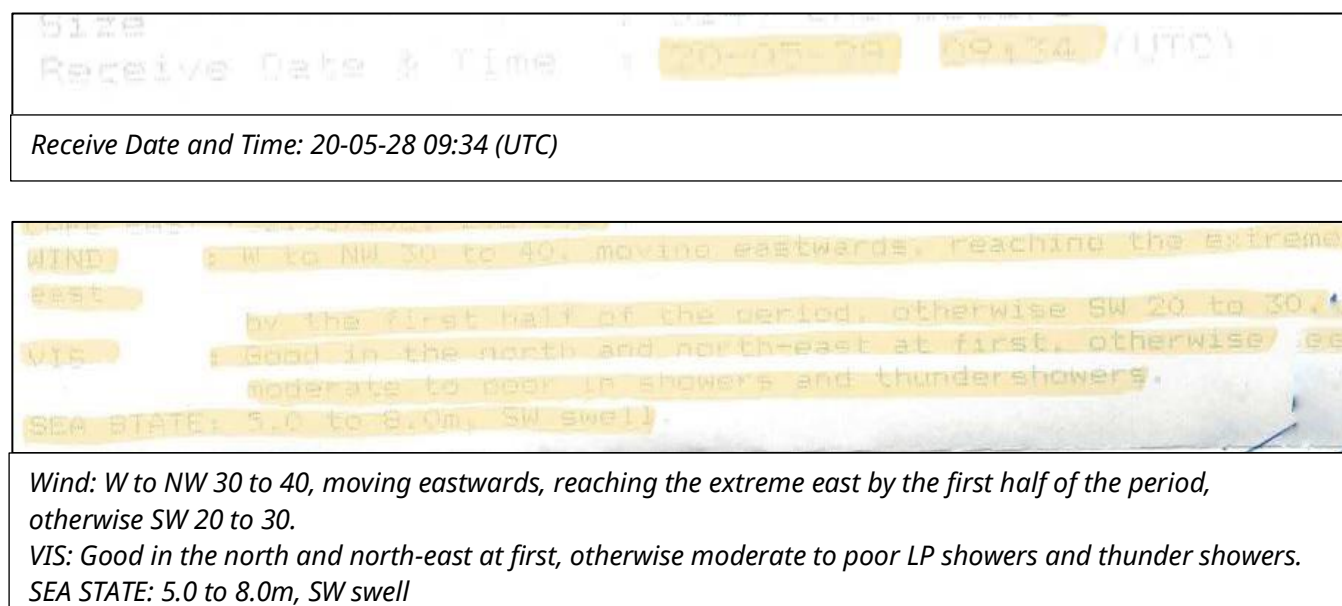 Size :
Receive Date & Time : 20-05-28 09:34 (UTC)
Receive Date and Time: 20-05-28 09:34 (UTC)
WIND : W to NW 30 to 40, moving eastwards, reaching the extreme
east
by the first half of the period, otherwise SW 20 to 30.
VIS : Good in the north and north-east at first, otherwise
moderate to poor in showers and thundershowers.
SEA STATE: 5.0 to 8.0m, SW swell.
Wind: W to NW 30 to 40, moving eastwards, reaching the extreme east by the first half of the period,
otherwise SW 20 to 30.
VIS: Good in the north and north-east at first, otherwise moderate to poor LP showers and thunder showers.
SEA STATE: 5.0 to 8.0m, SW swell